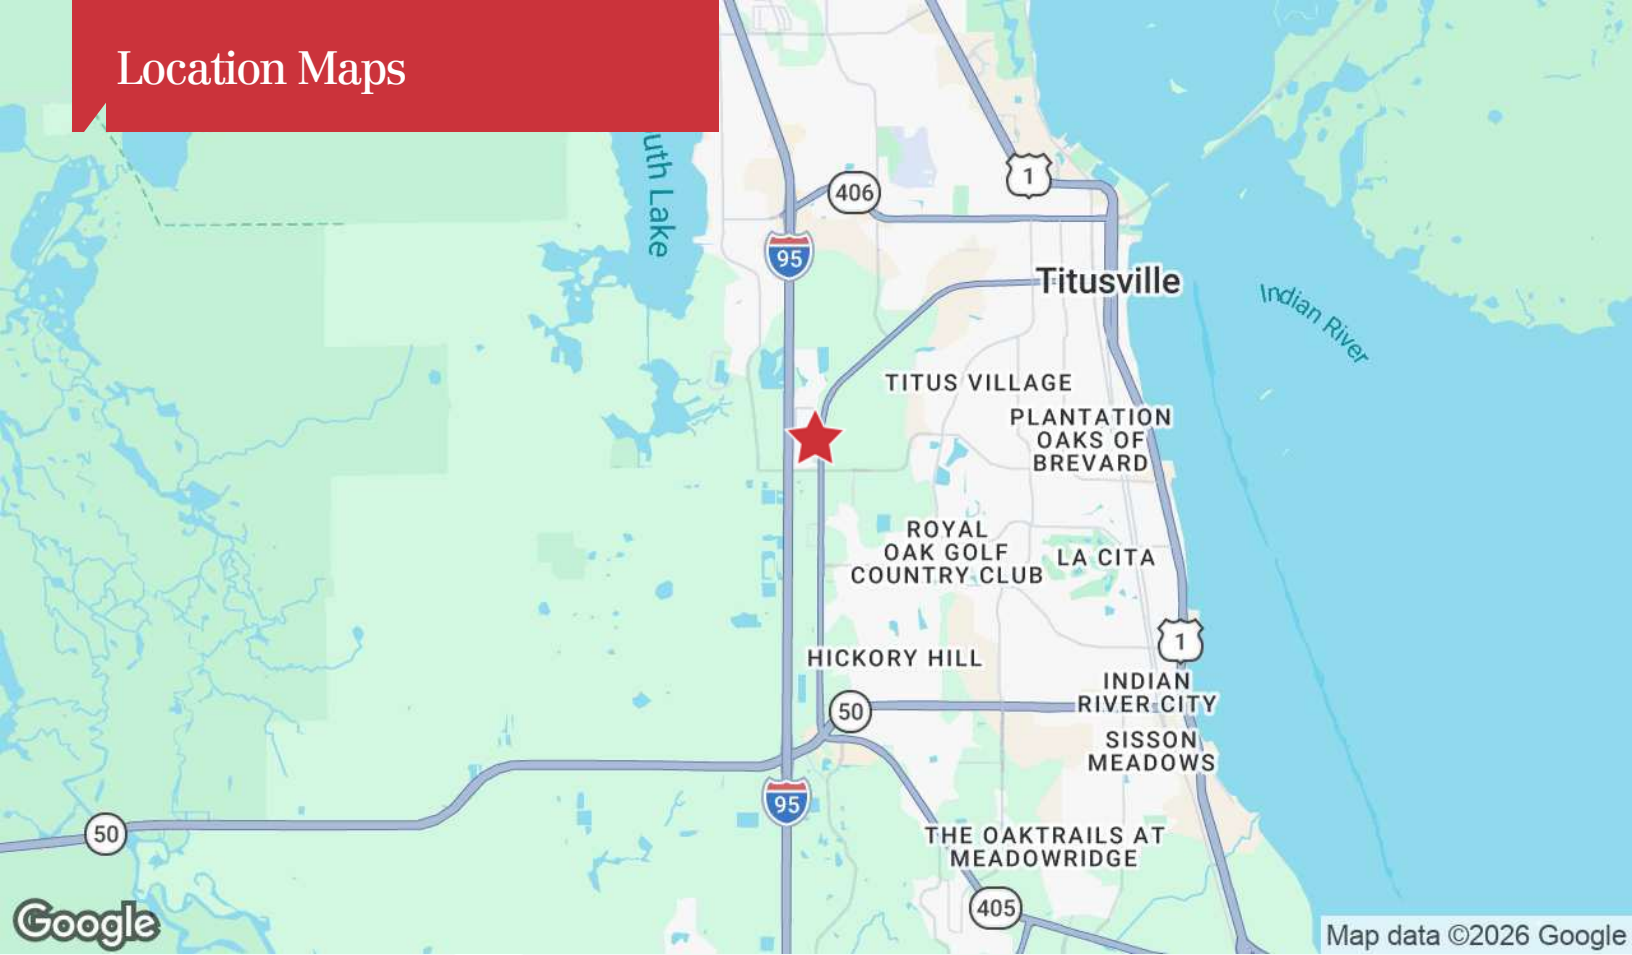 Location Maps
uth Lake
1
406
95
Titusville
Indian River
TITUS VILLAGE
PLANTATION
OAKS OF
BREVARD
ROYAL
OAK GOLF
COUNTRY CLUB
LA CITA
1
HICKORY HILL
INDIAN
RIVER CITY
50
SISSON
MEADOWS
95
50
THE OAKTRAILS AT
MEADOWRIDGE
405
Google
Map data ©2026 Google